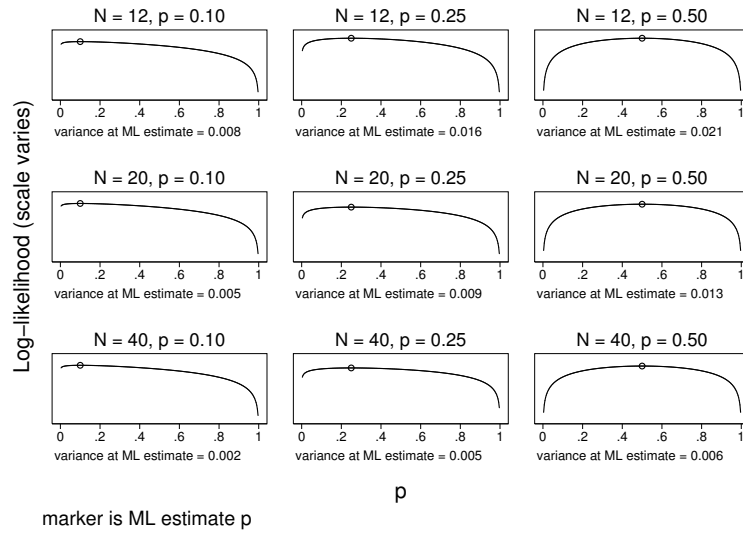 N = 12, p = 0.10
N = 12, p = 0.25
N = 12, p = 0.50
0 .2 .4 .6 .8 1
0 .2 .4 .6 .8 1
0 .2 .4 .6 .8 1
variance at ML estimate = 0.008
variance at ML estimate = 0.016
variance at ML estimate = 0.021
N = 20, p = 0.10
N = 20, p = 0.25
N = 20, p = 0.50
0 .2 .4 .6 .8 1
0 .2 .4 .6 .8 1
0 .2 .4 .6 .8 1
variance at ML estimate = 0.005
variance at ML estimate = 0.009
variance at ML estimate = 0.013
N = 40, p = 0.10
N = 40, p = 0.25
N = 40, p = 0.50
0 .2 .4 .6 .8 1
0 .2 .4 .6 .8 1
0 .2 .4 .6 .8 1
variance at ML estimate = 0.002
variance at ML estimate = 0.005
variance at ML estimate = 0.006
Log−likelihood (scale varies)
p
marker is ML estimate p